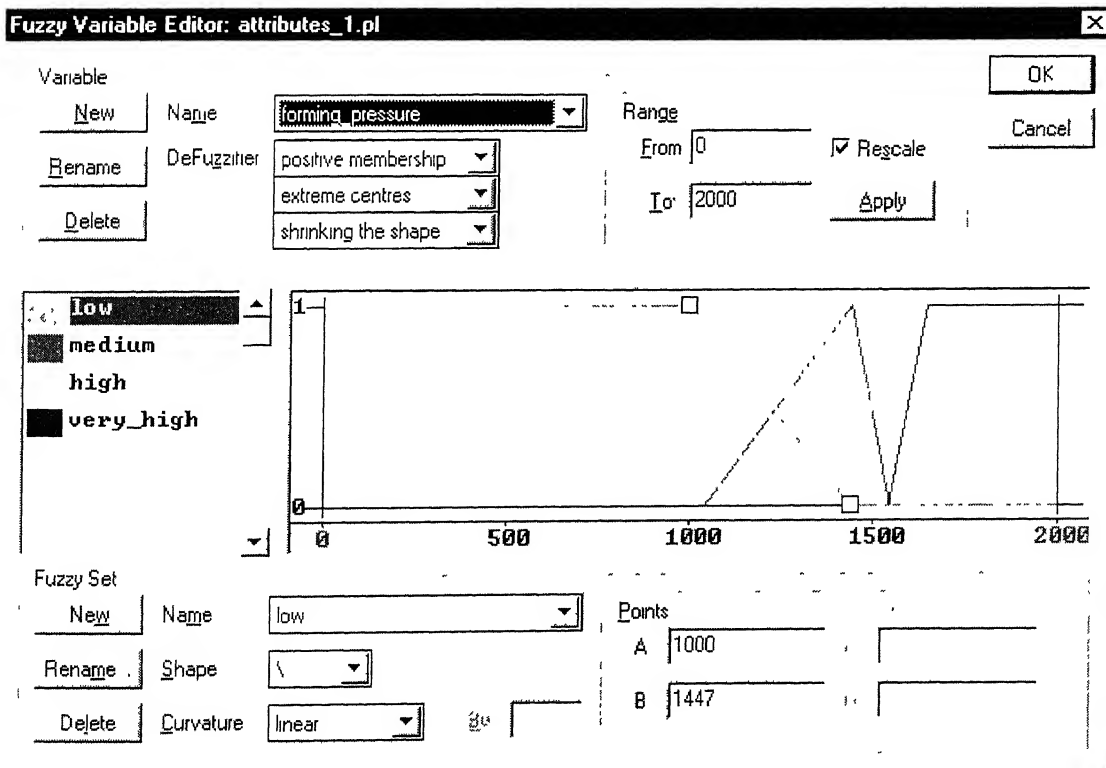 Fuzzy Variable Editor: attributes_1.pl
Variable
New
Name
forming_pressure
Rename
DeFuzzifier
positive membership
extreme centres
shrinking the shape
Delete
Range
From 0
To 2000
Rescale
Apply
OK
Cancel
low
medium
high
very_high
1
0
0 500 1000 1500 2000
Fuzzy Set
New
Name
low
Rename
Shape
\
Delete
Curvature
linear
By
Points
A 1000
B 1447